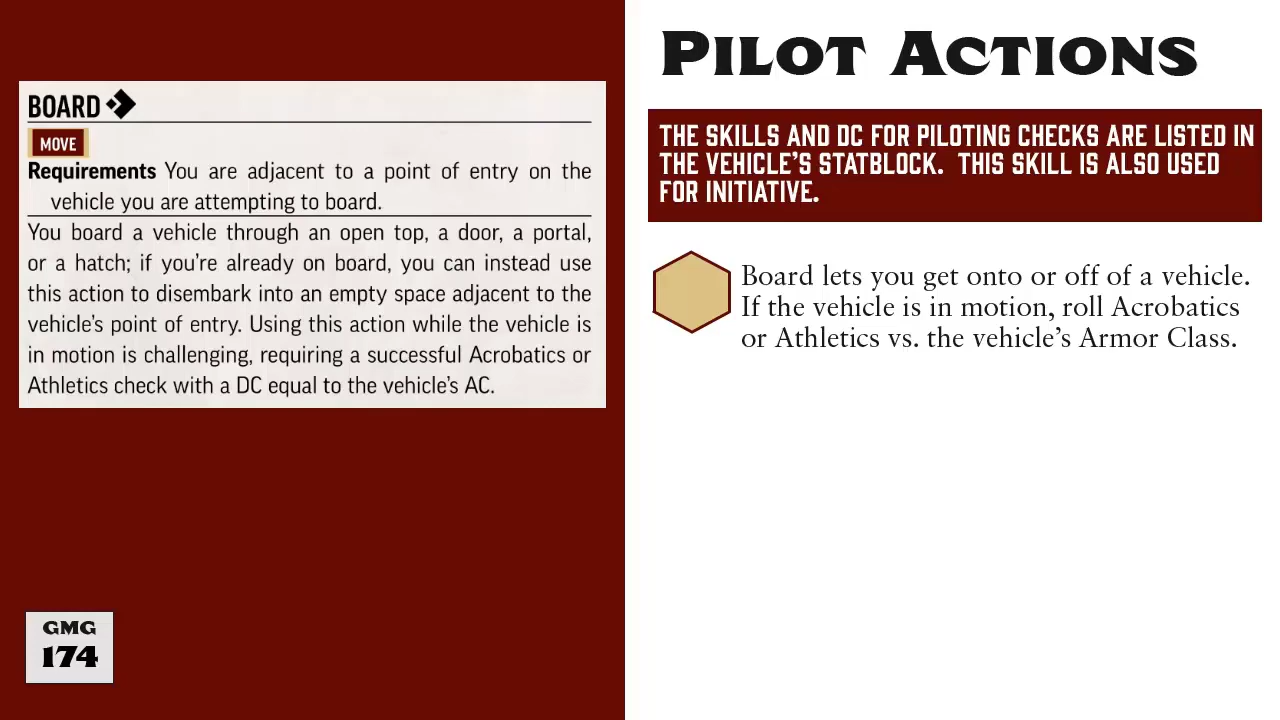 BOARD
MOVE
Requirements You are adjacent to a point of entry on the
vehicle you are attempting to board.
You board a vehicle through an open top, a door, a portal,
or a hatch; if you’re already on board, you can instead use
this action to disembark into an empty space adjacent to the
vehicle’s point of entry. Using this action while the vehicle is
in motion is challenging, requiring a successful Acrobatics or
Athletics check with a DC equal to the vehicle’s AC.
GMG
174
PILOT ACTIONS
THE SKILLS AND DC FOR PILOTING CHECKS ARE LISTED IN
THE VEHICLE’S STATBLOCK. THIS SKILL IS ALSO USED
FOR INITIATIVE.
Board lets you get onto or off of a vehicle.
If the vehicle is in motion, roll Acrobatics
or Athletics vs. the vehicle’s Armor Class.